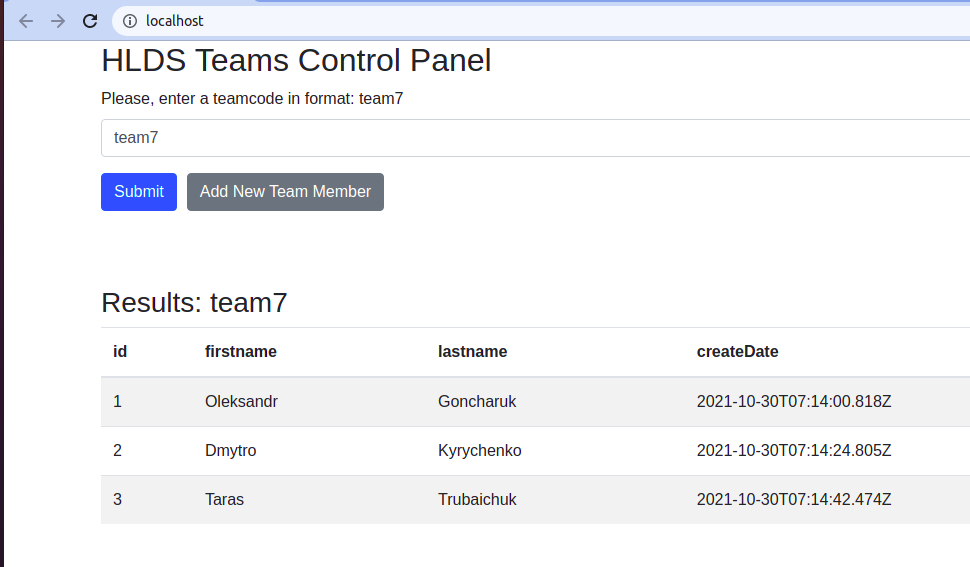 localhost
HLDS Teams Control Panel
Please, enter a teamcode in format: team7
team7
Submit Add New Team Member
Results: team7
id firstname lastname createDate
1 Oleksandr Goncharuk 2021-10-30T07:14:00.818Z
2 Dmytro Kyrychenko 2021-10-30T07:14:24.805Z
3 Taras Trubaichuk 2021-10-30T07:14:42.474Z